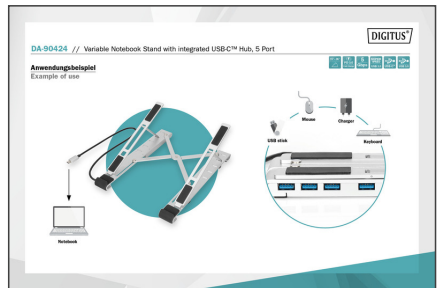 DIGITUS®
DA-90424 // Variable Notebook Stand with integrated USB-C™ Hub, 5 Port
Anwendungsbeispiel
Example of use
Mouse
Charger
USB stick
Keyboard
Notebook